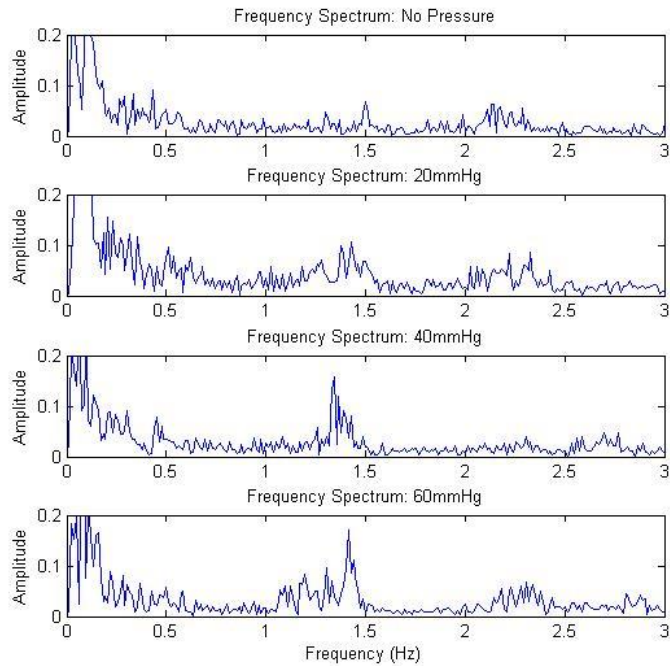 Frequency Spectrum: No Pressure
0.2
0.1
0
Amplitude
0 0.5 1 1.5 2 2.5 3
Frequency Spectrum: 20mmHg
0.2
0.1
0
Amplitude
0 0.5 1 1.5 2 2.5 3
Frequency Spectrum: 40mmHg
0.2
0.1
0
Amplitude
0 0.5 1 1.5 2 2.5 3
Frequency Spectrum: 60mmHg
0.2
0.1
0
Amplitude
0 0.5 1 1.5 2 2.5 3
Frequency (Hz)